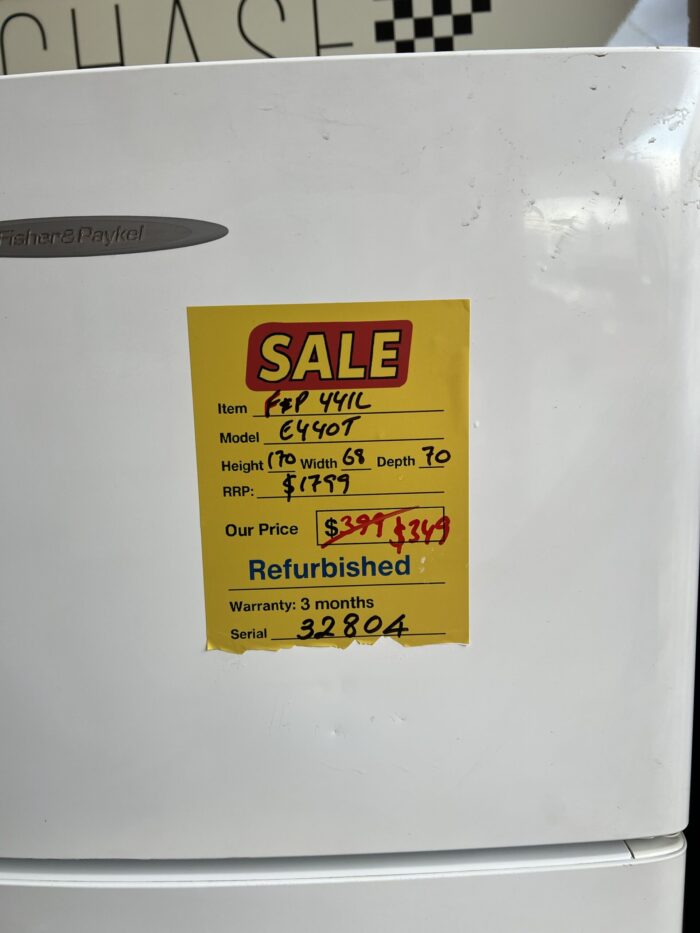 CHASE
Fisher&Paykel
SALE
Item F&P 441L
Model E440T
Height 170 Width 68 Depth 70
RRP: $1799
Our Price $399 $349
Refurbished
Warranty: 3 months
Serial 32804